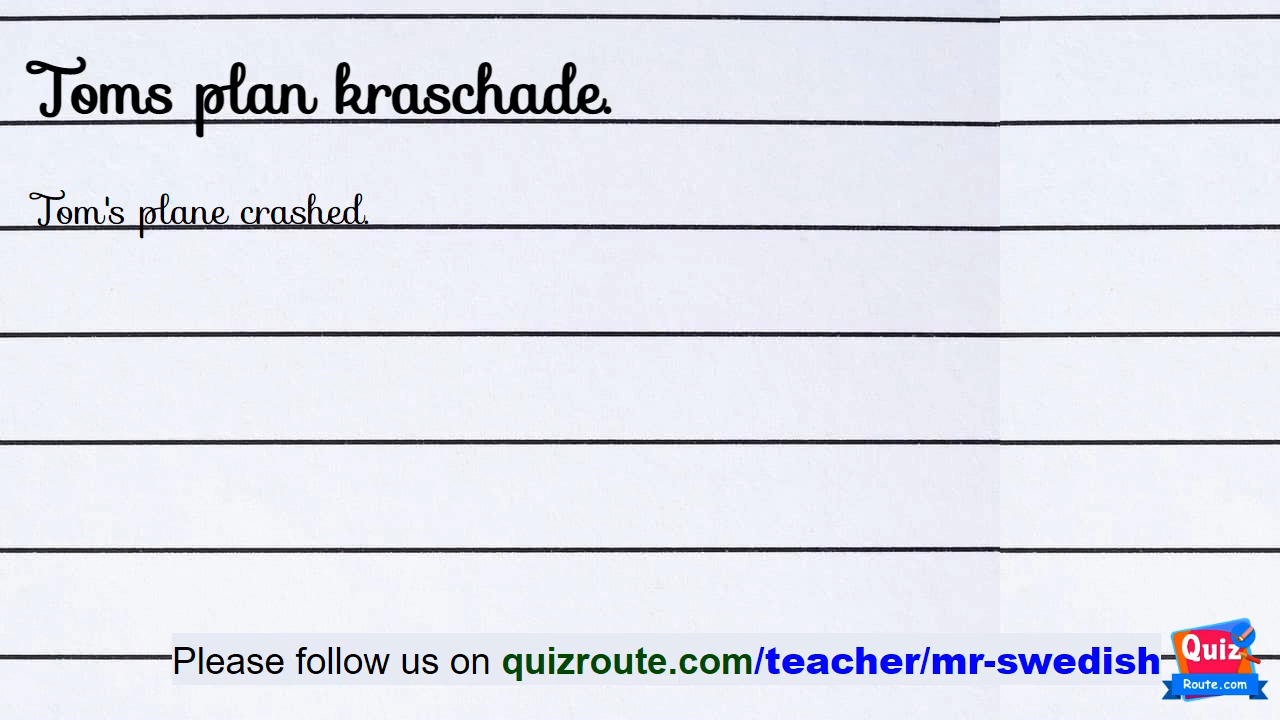 Toms plan kraschade.
Tom's plane crashed.
Please follow us on quizroute.com/teacher/mr-swedish
Quiz
Route.com